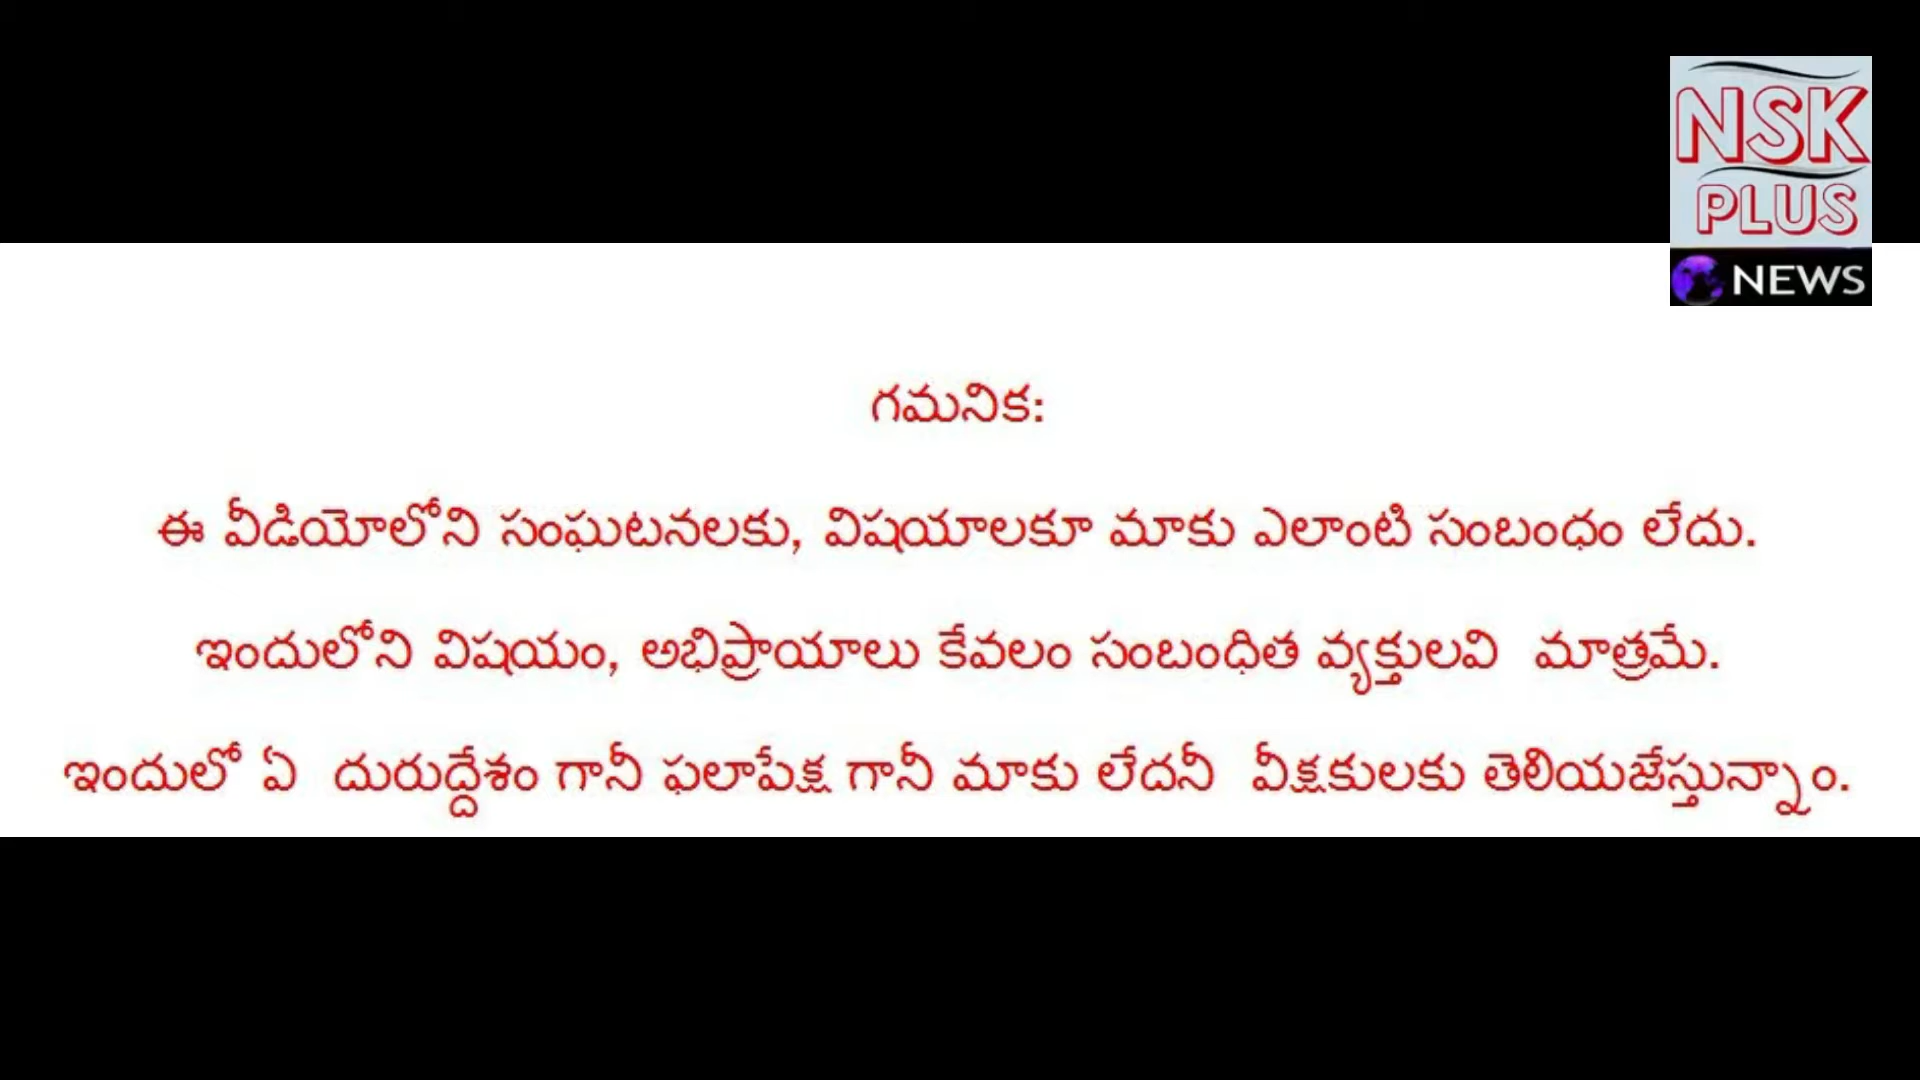 NSK
PLUS
NEWS
గమనిక:
ఈ వీడియోలోని సంఘటనలకు, విషయాలకూ మాకు ఎలాంటి సంబంధం లేదు.
ఇందులోని విషయం, అభిప్రాయాలు కేవలం సంబంధిత వ్యక్తులవి మాత్రమే.
ఇందులో ఏ దురుద్దేశం గానీ ఫలాపేక్ష గానీ మాకు లేదనీ వీక్షకులకు తెలియజేస్తున్నాం.